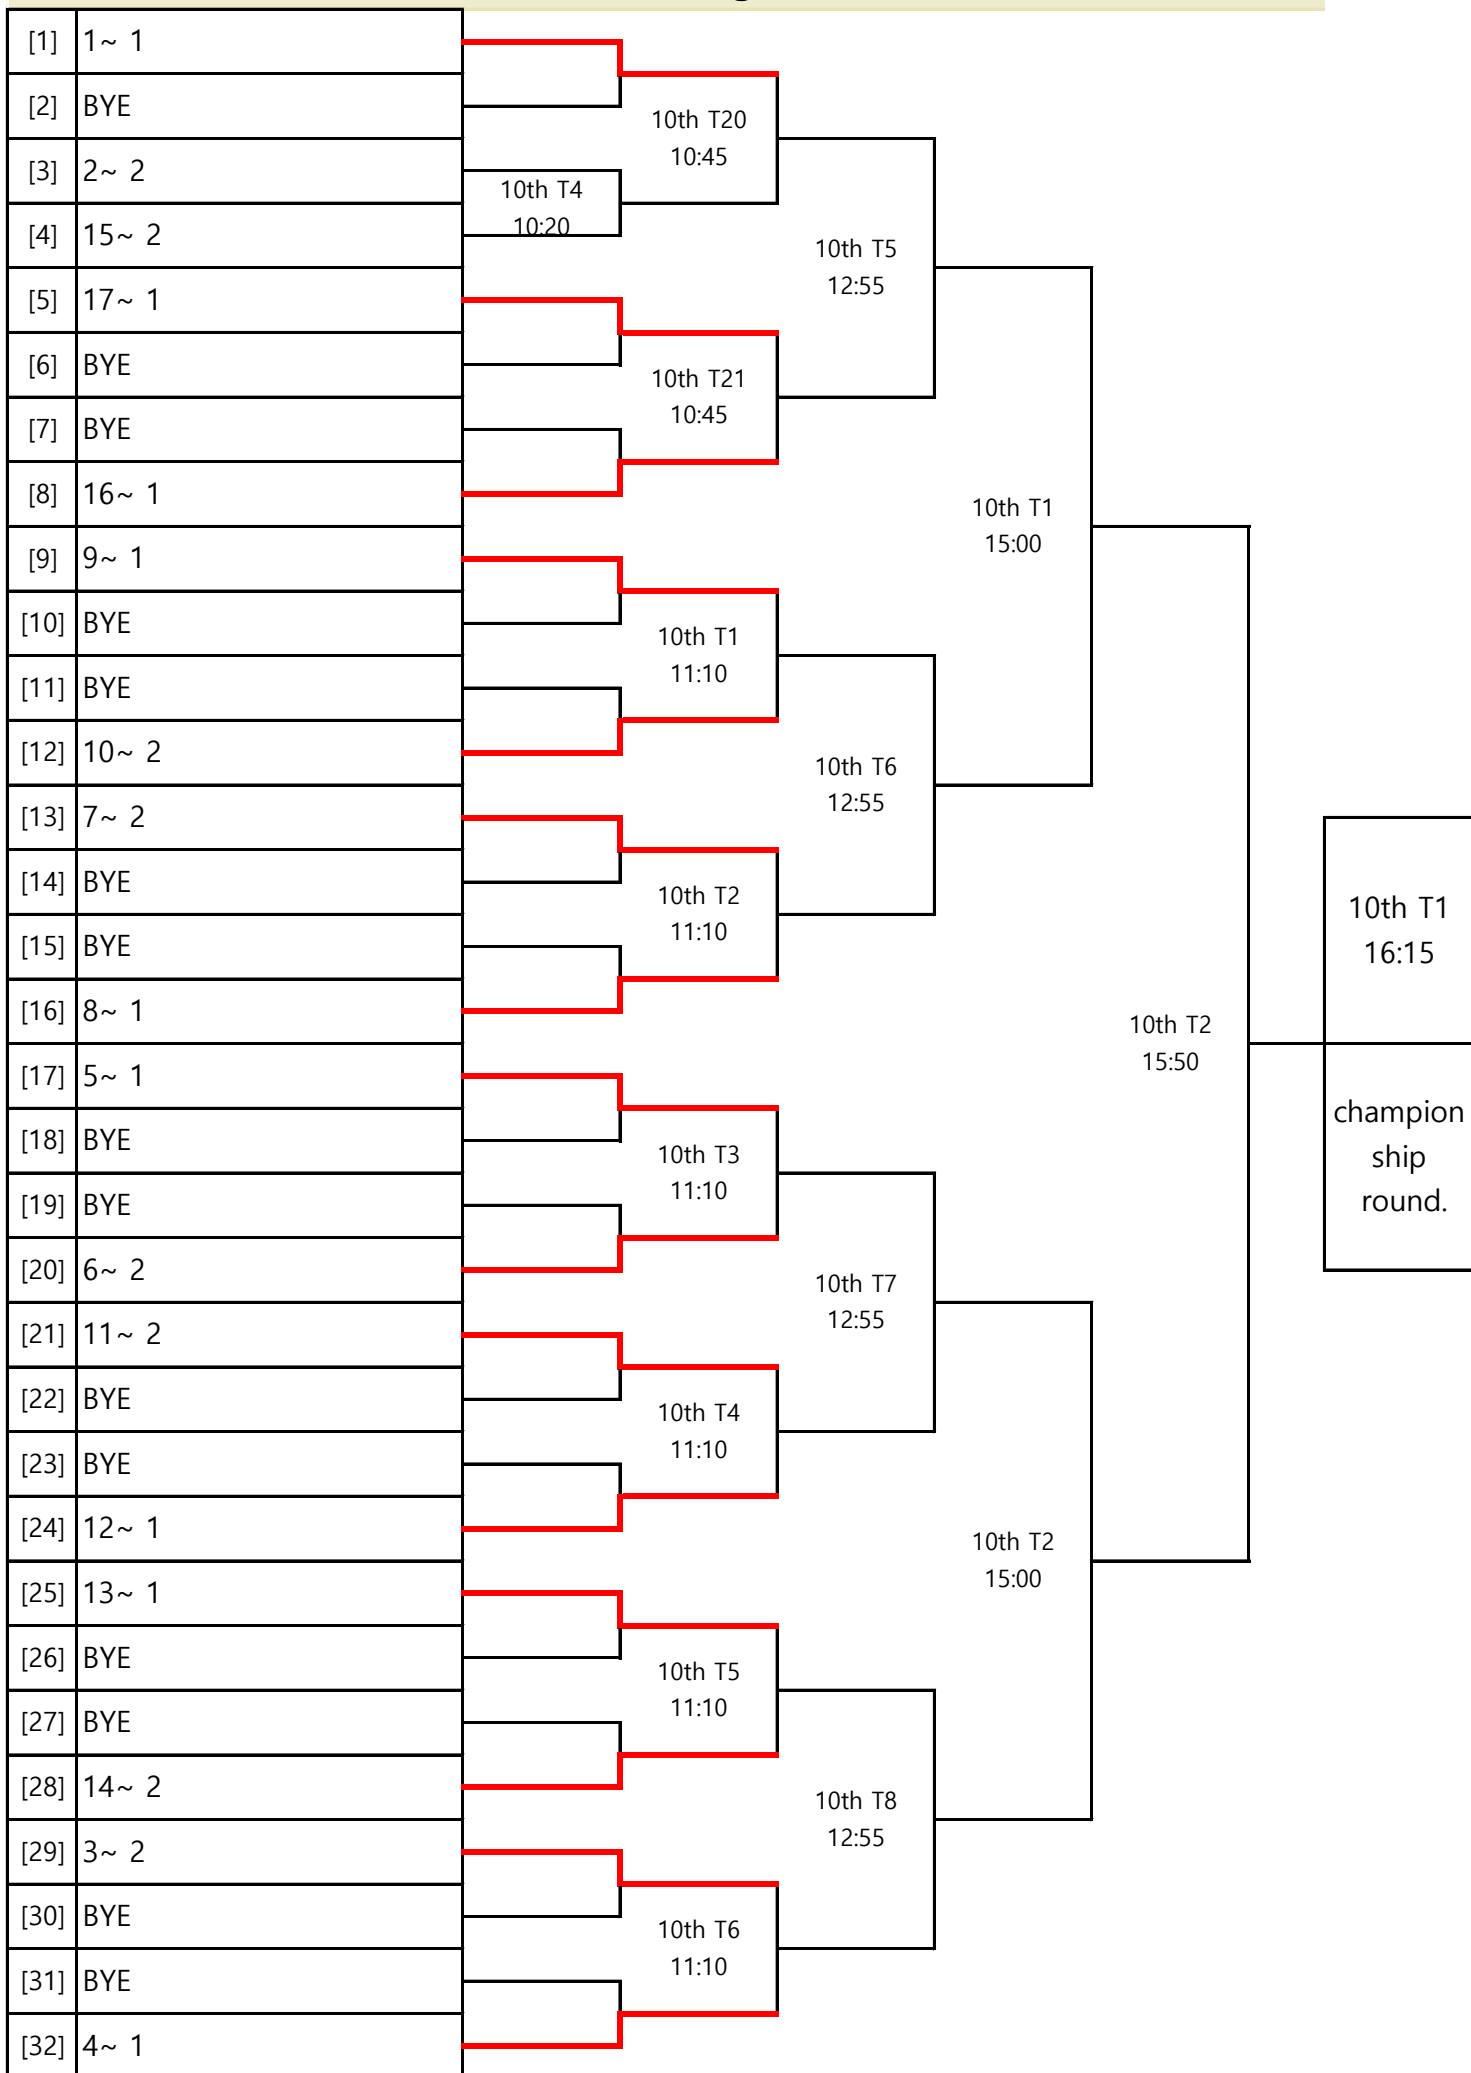 [1] 1~ 1
[2] BYE
[3] 2~ 2
[4] 15~ 2
[5] 17~ 1
[6] BYE
[7] BYE
[8] 16~ 1
[9] 9~ 1
[10] BYE
[11] BYE
[12] 10~ 2
[13] 7~ 2
[14] BYE
[15] BYE
[16] 8~ 1
[17] 5~ 1
[18] BYE
[19] BYE
[20] 6~ 2
[21] 11~ 2
[22] BYE
[23] BYE
[24] 12~ 1
[25] 13~ 1
[26] BYE
[27] BYE
[28] 14~ 2
[29] 3~ 2
[30] BYE
[31] BYE
[32] 4~ 1
10th T4
10:20
10th T20
10:45
10th T21
10:45
10th T1
11:10
10th T2
11:10
10th T3
11:10
10th T4
11:10
10th T5
11:10
10th T6
11:10
10th T5
12:55
10th T6
12:55
10th T7
12:55
10th T8
12:55
10th T1
15:00
10th T2
15:00
10th T2
15:50
10th T1
16:15
champion
ship
round.